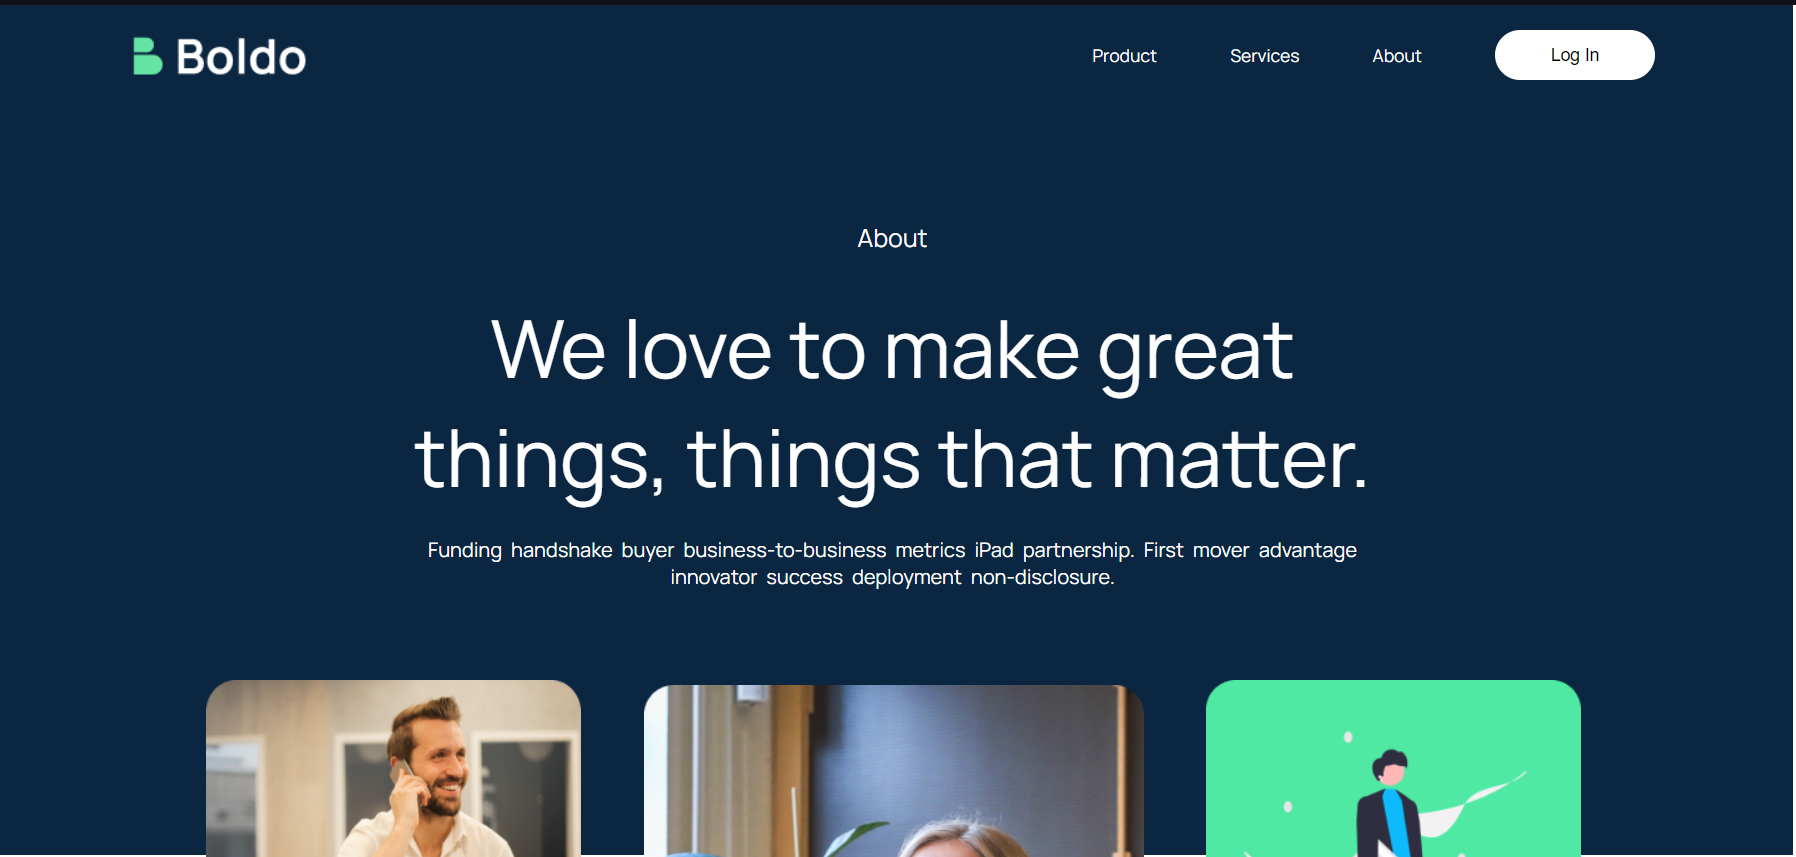 Boldo
Product
Services
About
Log In
About
We love to make great
things, things that matter.
Funding handshake buyer business-to-business metrics iPad partnership. First mover advantage
innovator success deployment non-disclosure.